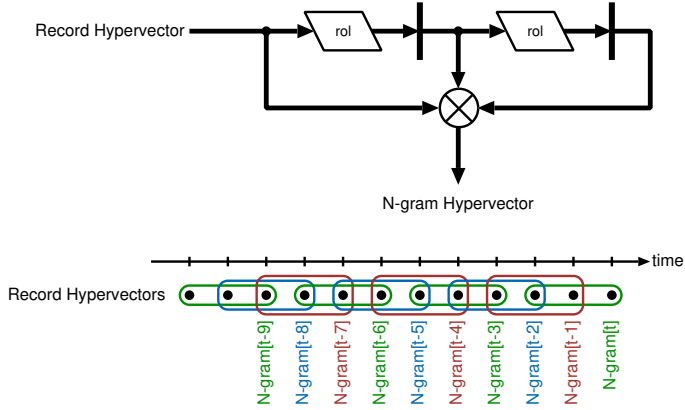 Record Hypervector
rol
rol
N-gram Hypervector
time
Record Hypervectors
N-gram[t-9]
N-gram[t-8]
N-gram[t-7]
N-gram[t-6]
N-gram[t-5]
N-gram[t-4]
N-gram[t-3]
N-gram[t-2]
N-gram[t-1]
N-gram[t]